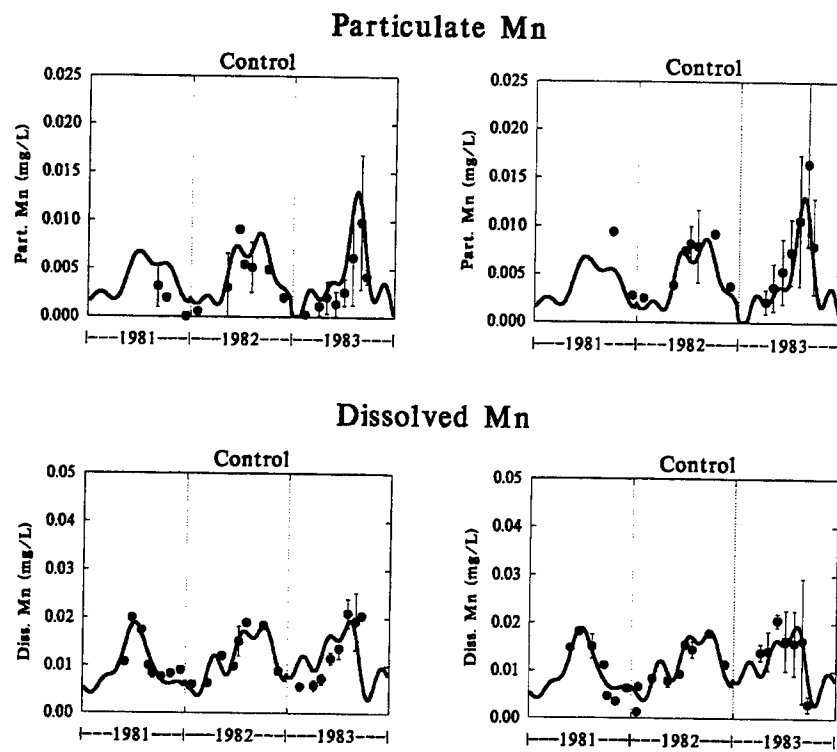 Particulate Mn
Control
Control
0.025
0.020
0.015
0.010
0.005
0.000
Part. Mn (mg/L)
|----1981----|----1982----|----1983----|
0.025
0.020
0.015
0.010
0.005
0.000
Part. Mn (mg/L)
|----1981----|----1982----|----1983----|
Dissolved Mn
Control
Control
0.05
0.04
0.03
0.02
0.01
0.00
Diss. Mn (mg/L)
|----1981----|----1982----|----1983----|
0.05
0.04
0.03
0.02
0.01
0.00
Diss. Mn (mg/L)
|----1981----|----1982----|----1983----|